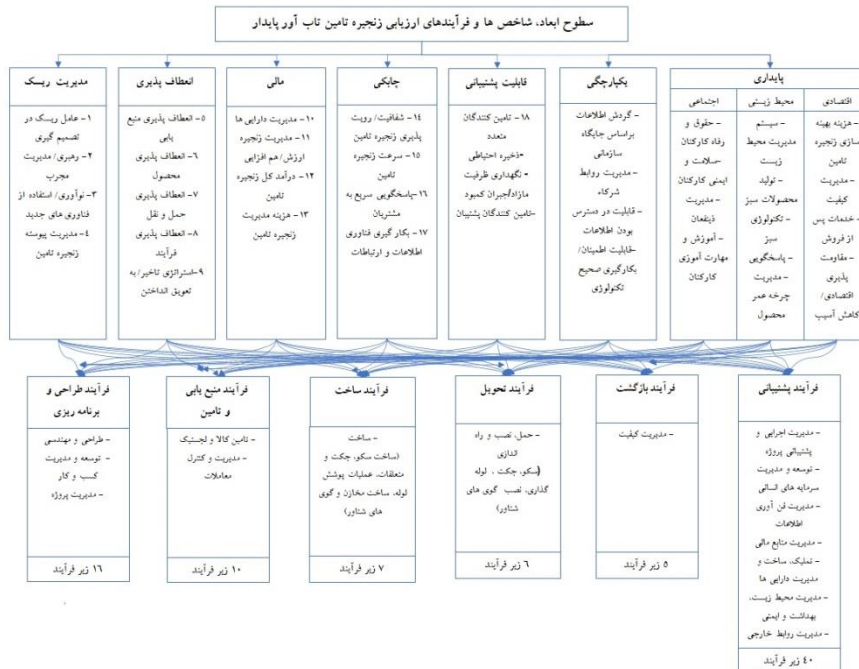 سطوح ابعاد، شاخص ها و فرآیندهای ارزیابی زنجیره تامین تاب آور پایدار
پایداری
اقتصادی
- هزینه بهینه
سازی زنجیره
تامین
- مدیریت
کیفیت
- خدمات پس
از فروش
- مقاومت
پذیری
اقتصادی/
کاهش آسیب
محیط زیستی
- سیستم
مدیریت محیط
زیست
- تولید
محصولات سبز
- تکنولوژی
سبز
- پاسخگویی
- مدیریت
چرخه عمر
محصول
اجتماعی
- حقوق و
رفاه کارکنان
-سلامت و
ایمنی کارکنان
- مدیریت
ذینفعان
- آموزش و
مهارت آموزی
کارکنان
یکپارچگی
- گردش اطلاعات
براساس جایگاه
سازمانی
- مدیریت روابط
شرکاء
- قابلیت در دسترس
بودن اطلاعات
-قابلیت اطمینان/
بکارگیری صحیح
تکنولوژی
قابلیت پشتیبانی
۱۸- تامین کنندگان
متعدد
-ذخیره احتیاطی
- نگهداری ظرفیت
مازاد/جبران کمبود
-تامین کنندگان پشتیبان
چابکی
۱۴- شفافیت/ رویت
پذیری زنجیره تامین
۱۵- سرعت زنجیره
تامین
۱۶-پاسخگویی سریع به
مشتریان
۱۷- بکار گیری فناوری
اطلاعات و ارتباطات
مالی
۱۰- مدیریت دارایی ها
۱۱- مدیریت زنجیره
ارزش/ هم افزایی
۱۲- درآمد کل زنجیره
تامین
۱۳- هزینه مدیریت
زنجیره تامین
انعطاف پذیری
۵- انعطاف پذیری منبع
یابی
۶- انعطاف پذیری
محصول
۷- انعطاف پذیری
حمل و نقل
۸- انعطاف پذیری
فرآیند
۹-استراتژی تاخیر/ به
تعویق انداختن
مدیریت ریسک
۱- عامل ریسک در
تصمیم گیری
۲- رهبری/ مدیریت
مجرب
۳- نوآوری/ استفاده از
فناوری های جدید
۴- مدیریت پیوسته
زنجیره تامین
فرآیند پشتیبانی
- مدیریت اجرایی و
پشتیبانی پروژه
- توسعه و مدیریت
سرمایه های انسانی
- مدیریت فن آوری
اطلاعات
- مدیریت منابع مالی
- تملیک، ساخت و
مدیریت دارایی ها
- مدیریت محیط زیست،
بهداشت و ایمنی
- مدیریت روابط خارجی
۴۰ زیر فرآیند
فرآیند بازگشت
- مدیریت کیفیت
۵ زیر فرآیند
فرآیند تحویل
- حمل، نصب و راه
اندازی
(سکو، جکت ، لوله
گذاری، نصب گوی های
شناور)
۶ زیر فرآیند
فرآیند ساخت
- ساخت
(ساخت سکو، جکت و
متعلقات، عملیات پوشش
لوله، ساخت مخازن و گوی
های شناور)
۷ زیر فرآیند
فرآیند منبع یابی
و تامین
- تامین کالا و لجستیک
- مدیریت و کنترل
معاملات
۱۰ زیر فرآیند
فرآیند طراحی و
برنامه ریزی
- طراحی و مهندسی
- توسعه و مدیریت
کسب و کار
- مدیریت پروژه
۱۶ زیر فرآیند